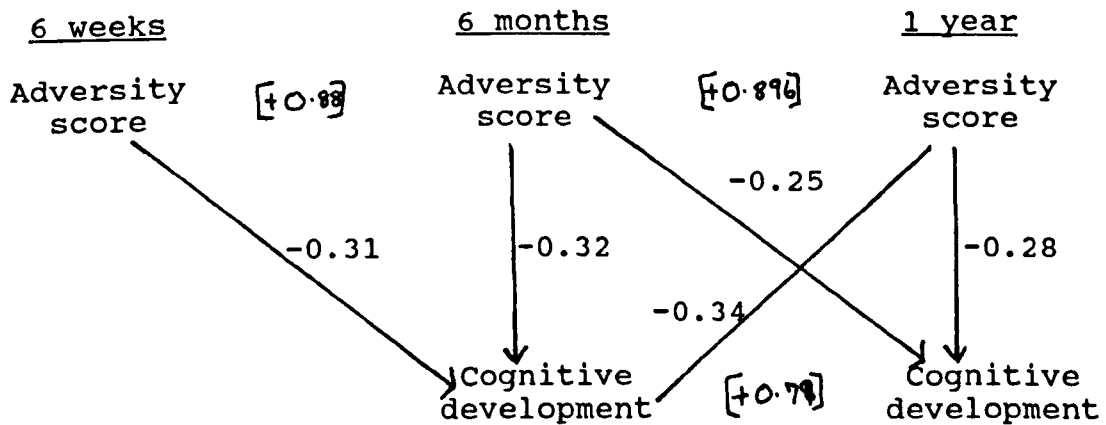 6 weeks 6 months 1 year
Adversity score [+0.88] Adversity score [+0.896] Adversity score
-0.25
-0.31 -0.32 -0.28
-0.34
Cognitive development [+0.79] Cognitive development